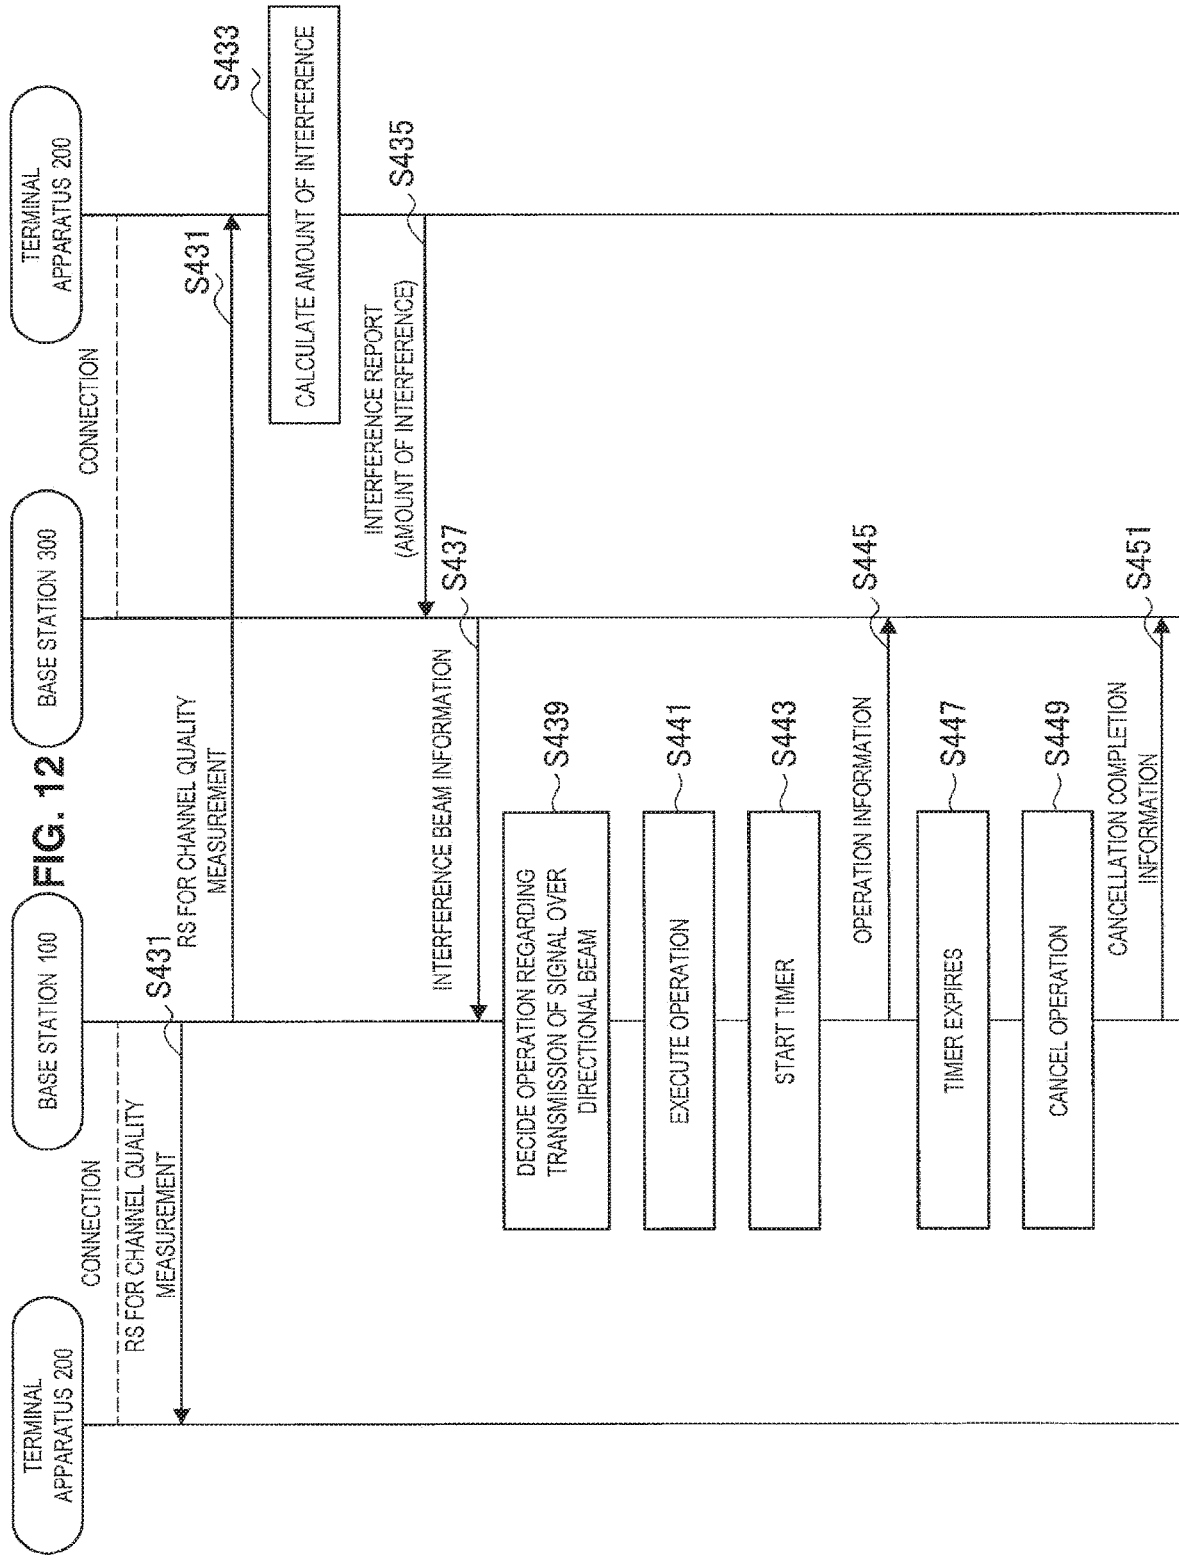 FIG. 12
TERMINAL
APPARATUS 200
BASE STATION 100
BASE STATION 300
TERMINAL
APPARATUS 200
CONNECTION
CONNECTION
RS FOR CHANNEL QUALITY
MEASUREMENT
S431
RS FOR CHANNEL QUALITY
MEASUREMENT
S431
S433
CALCULATE AMOUNT OF INTERFERENCE
INTERFERENCE REPORT
(AMOUNT OF INTERFERENCE)
S435
INTERFERENCE BEAM INFORMATION
S437
DECIDE OPERATION REGARDING
TRANSMISSION OF SIGNAL OVER
DIRECTIONAL BEAM
S439
EXECUTE OPERATION
S441
START TIMER
S443
OPERATION INFORMATION
S445
TIMER EXPIRES
S447
CANCEL OPERATION
S449
CANCELLATION COMPLETION
INFORMATION
S451